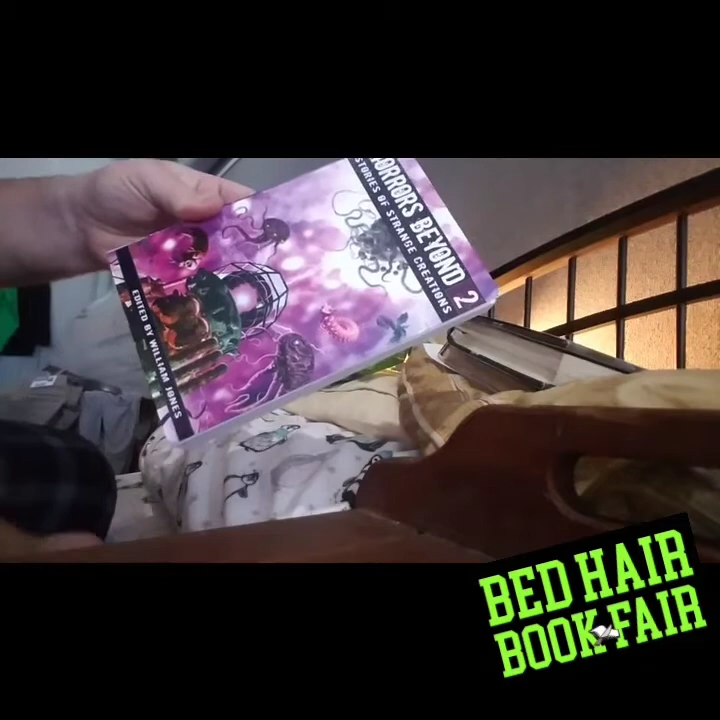 HORRORS BEYOND 2
STORIES OF STRANGE CREATIONS
EDITED BY WILLIAM JONES
BED HAIR
BOOK FAIR